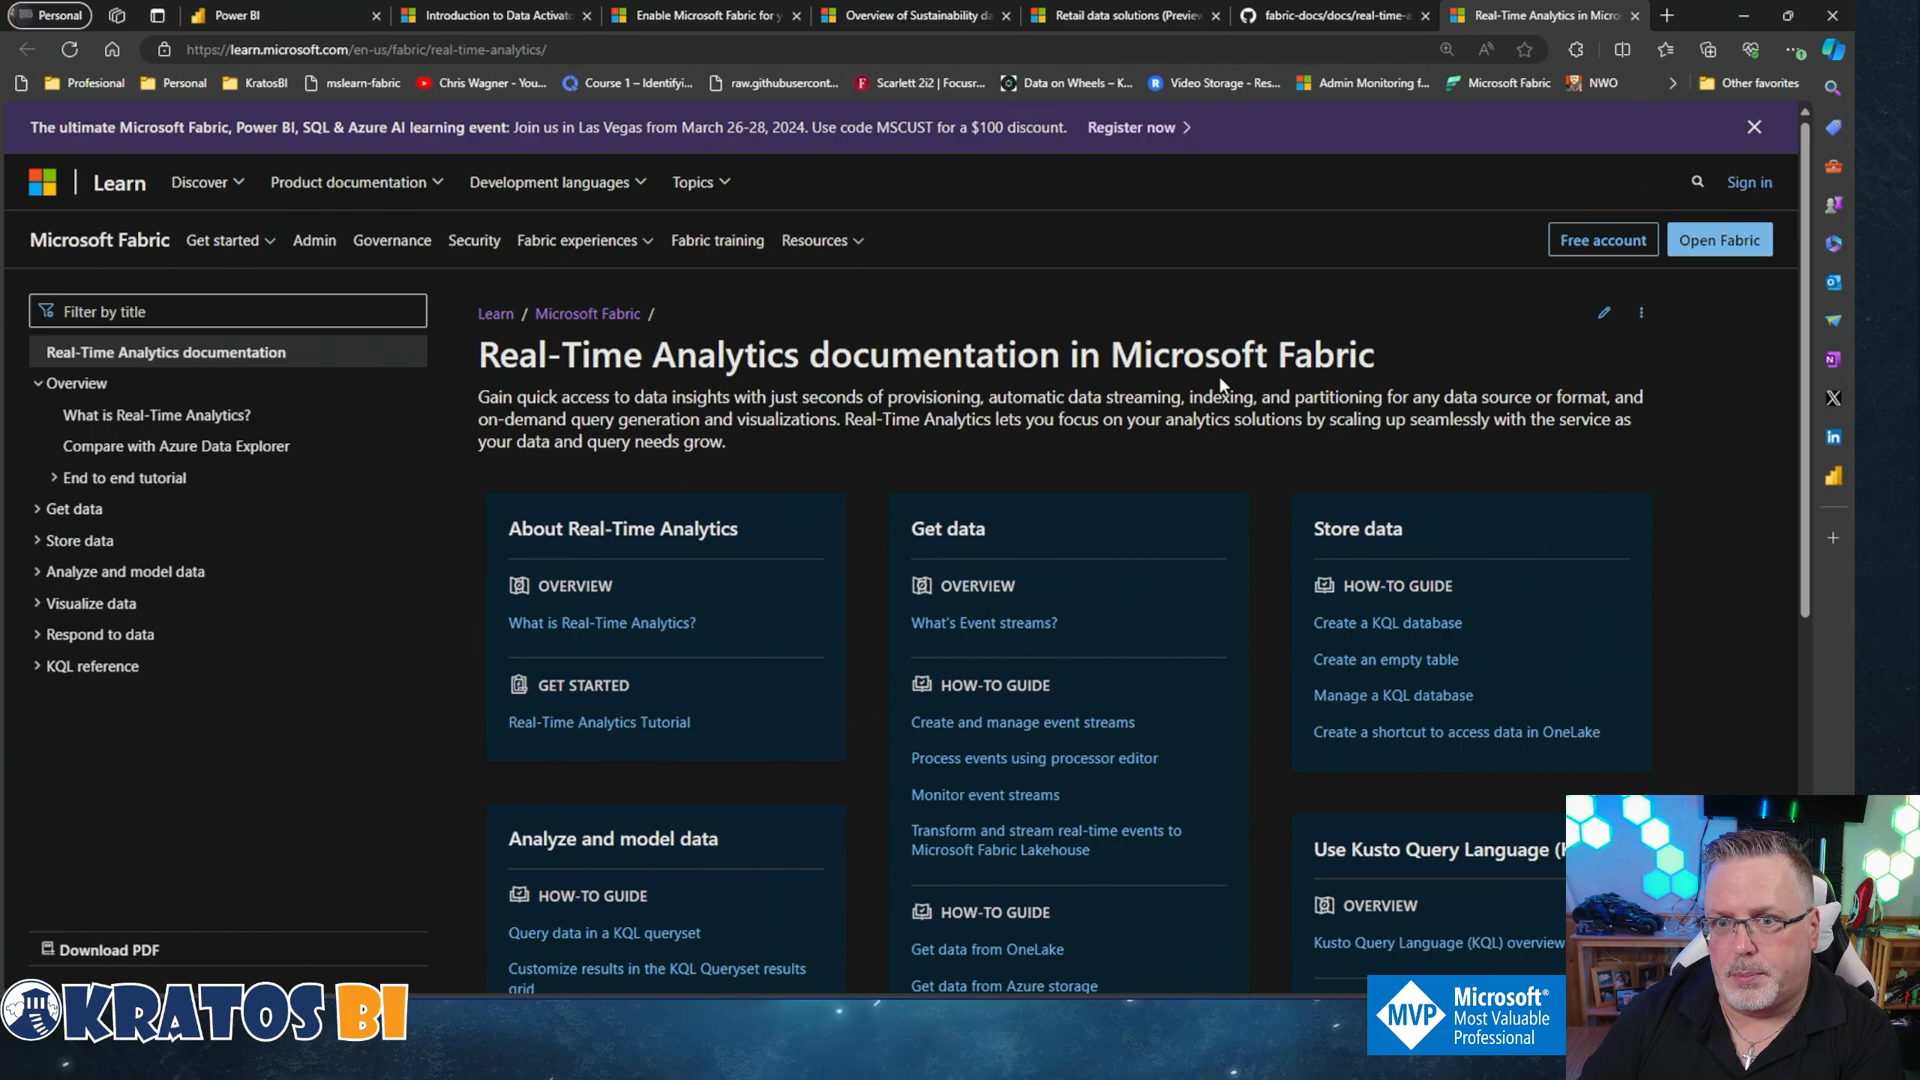 Personal
Power BI
Introduction to Data Activato
Enable Microsoft Fabric for y
Overview of Sustainability da
Retail data solutions (Preview
fabric-docs/docs/real-time-a
Real-Time Analytics in Micro
https://learn.microsoft.com/en-us/fabric/real-time-analytics/
Profesional
Personal
KratosBI
mslearn-fabric
Chris Wagner - You...
Course 1 – Identifyi...
raw.githubusercont...
Scarlett 2i2 | Focusr...
Data on Wheels – K...
Video Storage - Res...
Admin Monitoring f...
Microsoft Fabric
NWO
Other favorites
The ultimate Microsoft Fabric, Power BI, SQL & Azure AI learning event: Join us in Las Vegas from March 26-28, 2024. Use code MSCUST for a $100 discount. Register now
Learn
Discover
Product documentation
Development languages
Topics
Sign in
Microsoft Fabric
Get started
Admin
Governance
Security
Fabric experiences
Fabric training
Resources
Free account
Open Fabric
Filter by title
Real-Time Analytics documentation
Overview
What is Real-Time Analytics?
Compare with Azure Data Explorer
End to end tutorial
Get data
Store data
Analyze and model data
Visualize data
Respond to data
KQL reference
Download PDF
Learn / Microsoft Fabric /
Real-Time Analytics documentation in Microsoft Fabric
Gain quick access to data insights with just seconds of provisioning, automatic data streaming, indexing, and partitioning for any data source or format, and
on-demand query generation and visualizations. Real-Time Analytics lets you focus on your analytics solutions by scaling up seamlessly with the service as
your data and query needs grow.
About Real-Time Analytics
OVERVIEW
What is Real-Time Analytics?
GET STARTED
Real-Time Analytics Tutorial
Analyze and model data
HOW-TO GUIDE
Query data in a KQL queryset
Customize results in the KQL Queryset results
grid
Get data
OVERVIEW
What's Event streams?
HOW-TO GUIDE
Create and manage event streams
Process events using processor editor
Monitor event streams
Transform and stream real-time events to
Microsoft Fabric Lakehouse
HOW-TO GUIDE
Get data from OneLake
Get data from Azure storage
Store data
HOW-TO GUIDE
Create a KQL database
Create an empty table
Manage a KQL database
Create a shortcut to access data in OneLake
Use Kusto Query Language (
OVERVIEW
Kusto Query Language (KQL) overview
KRATOS BI
MVP
Microsoft®
Most Valuable
Professional